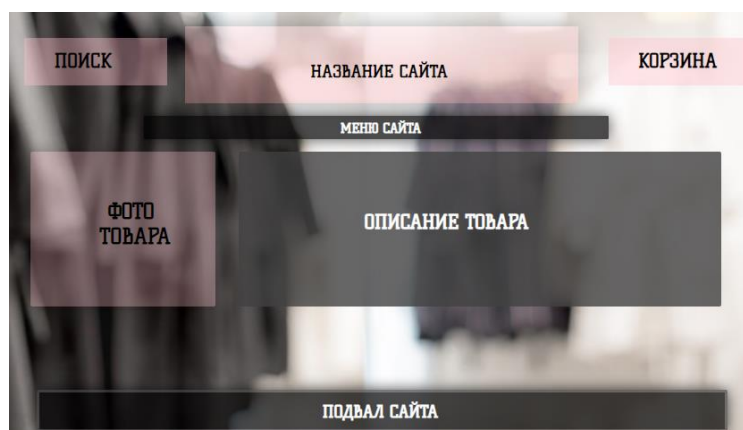 ПОИСК
НАЗВАНИЕ САЙТА
КОРЗИНА
МЕНЮ САЙТА
ФОТО
ТОВАРА
ОПИСАНИЕ ТОВАРА
ПОДВАЛ САЙТА